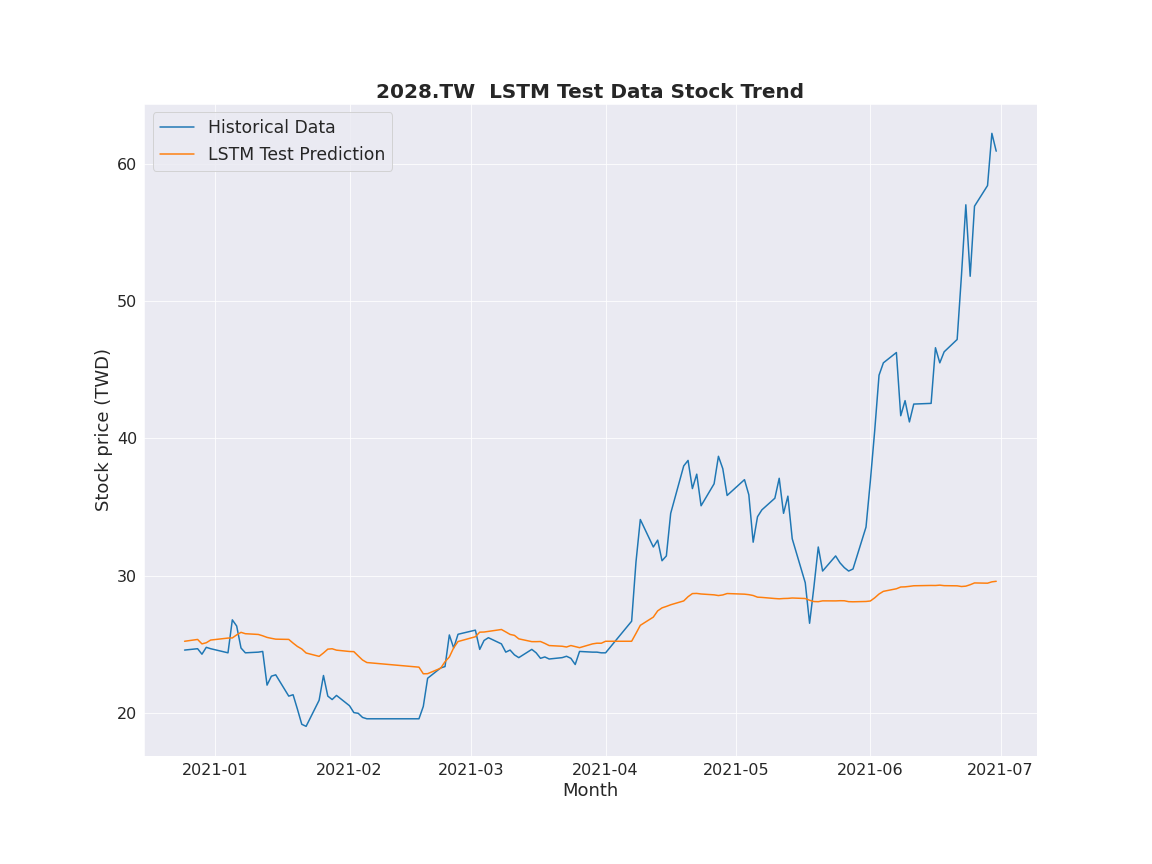 2028.TW  LSTM Test Data Stock Trend
Historical Data
LSTM Test Prediction
60
50
40
30
20
Stock price (TWD)
2021-01 2021-02 2021-03 2021-04 2021-05 2021-06 2021-07
Month